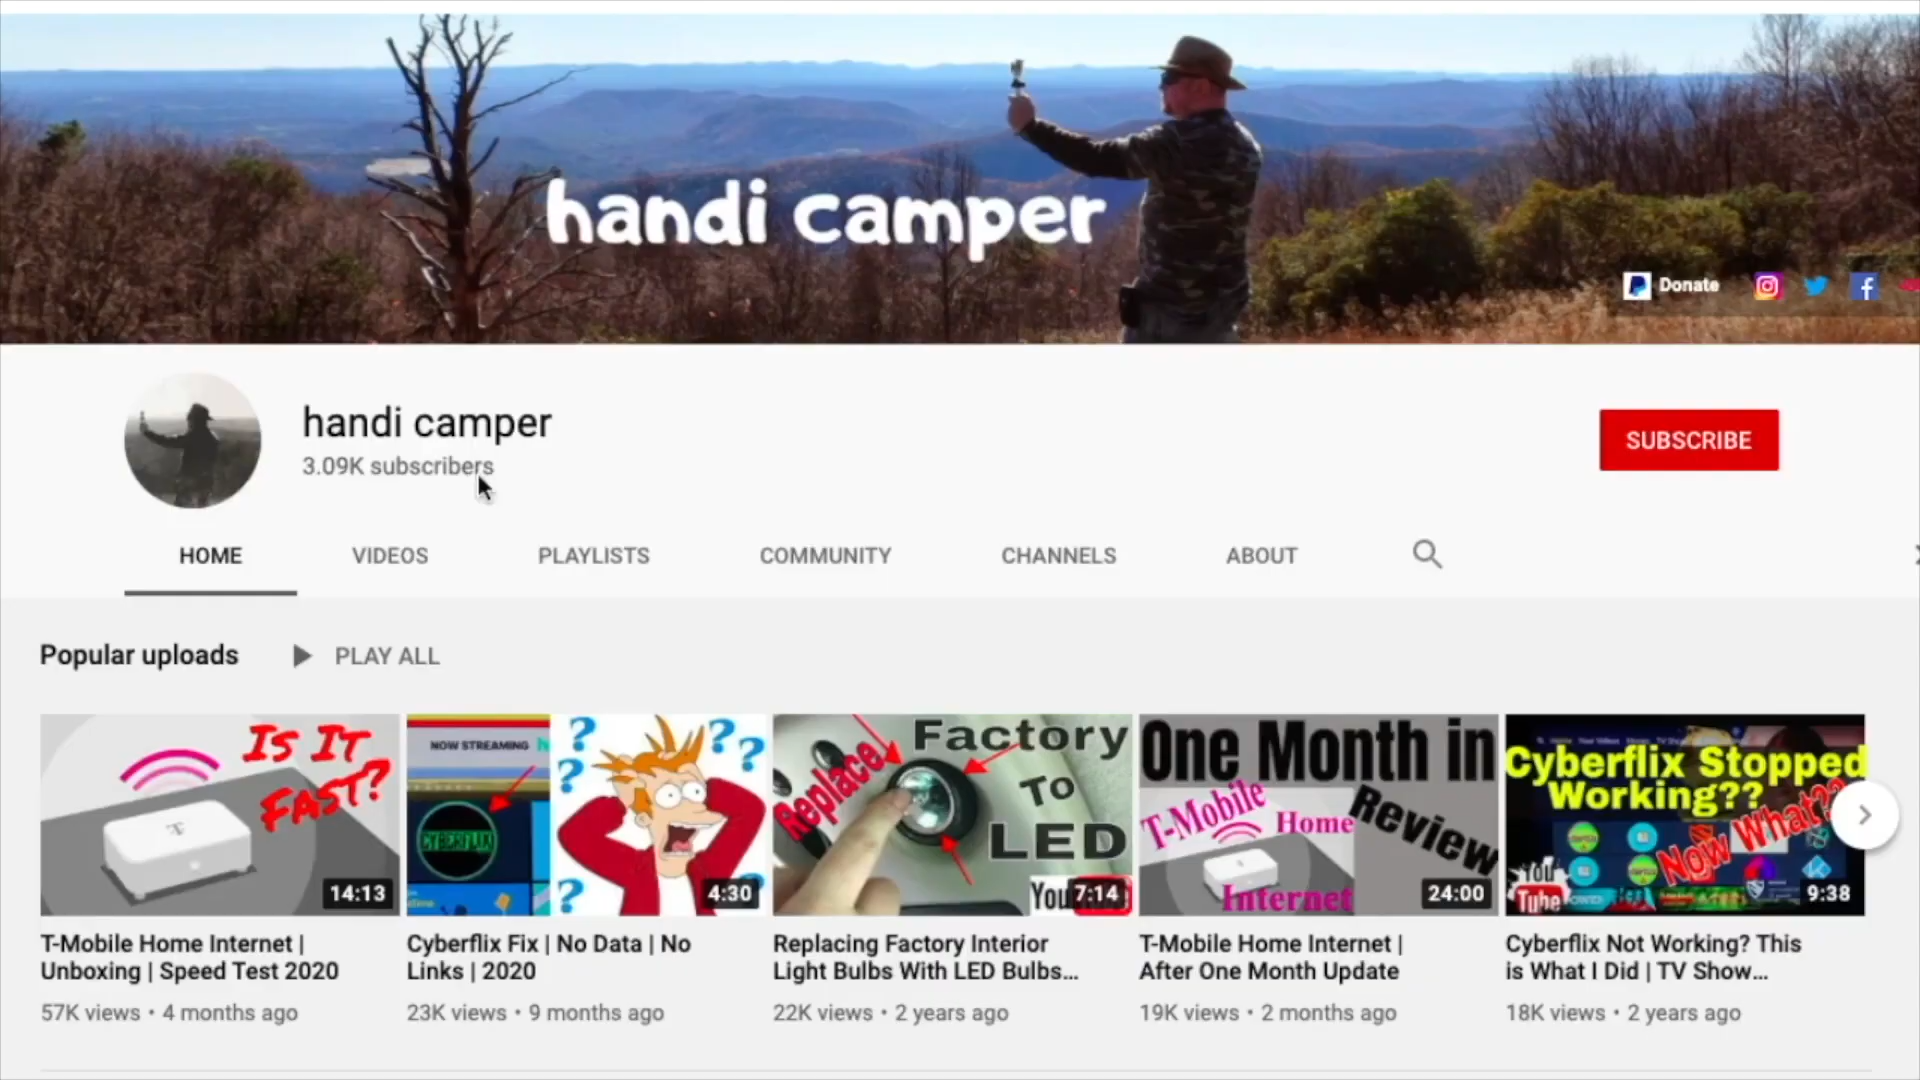 handi camper
Donate
handi camper
3.09K subscribers
SUBSCRIBE
HOME VIDEOS PLAYLISTS COMMUNITY CHANNELS ABOUT
Popular uploads PLAY ALL
IS IT
FAST?
T
14:13
NOW STREAMING
CYBERFLIX
4:30
Replace
Factory
To
LED
You
7:14
One Month in
Review
T-Mobile
Home
Internet
24:00
Cyberflix Stopped
Working??
Now What??
You
Tube
9:38
T-Mobile Home Internet |
Unboxing | Speed Test 2020
57K views • 4 months ago
Cyberflix Fix | No Data | No
Links | 2020
23K views • 9 months ago
Replacing Factory Interior
Light Bulbs With LED Bulbs...
22K views • 2 years ago
T-Mobile Home Internet |
After One Month Update
19K views • 2 months ago
Cyberflix Not Working? This
is What I Did | TV Show...
18K views • 2 years ago